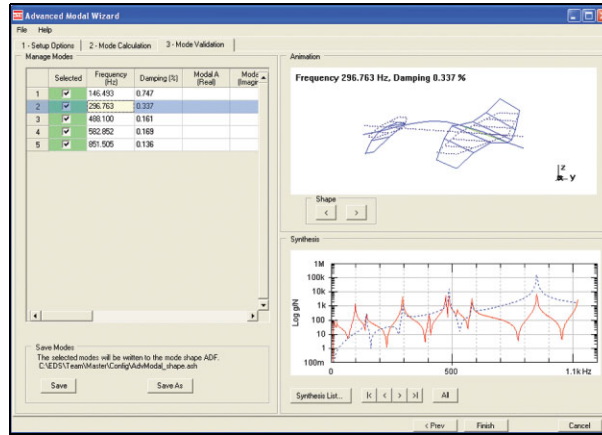 Advanced Modal Wizard
File Help
1 - Setup Options 2 - Mode Calculation 3 - Mode Validation
Manage Modes
Selected Frequency (Hz) Damping (%) Modal A (Real) Moda (Imagir
1 146.493 0.747
2 296.763 0.337
3 488.100 0.161
4 582.852 0.169
5 851.505 0.136
Save Modes
The selected modes will be written to the mode shape ADF.
C:\EDS\Team\Master\Config\AdvModal_shape.ash
Save Save As
Animation
Frequency 296.763 Hz, Damping 0.337 %
z
y
Shape
< >
Synthesis
Log g/N
1M
100k
10k
1k
100
10
1
100m
0 500 1.1k Hz
Synthesis List... |< < > >| All
< Prev Finish Cancel